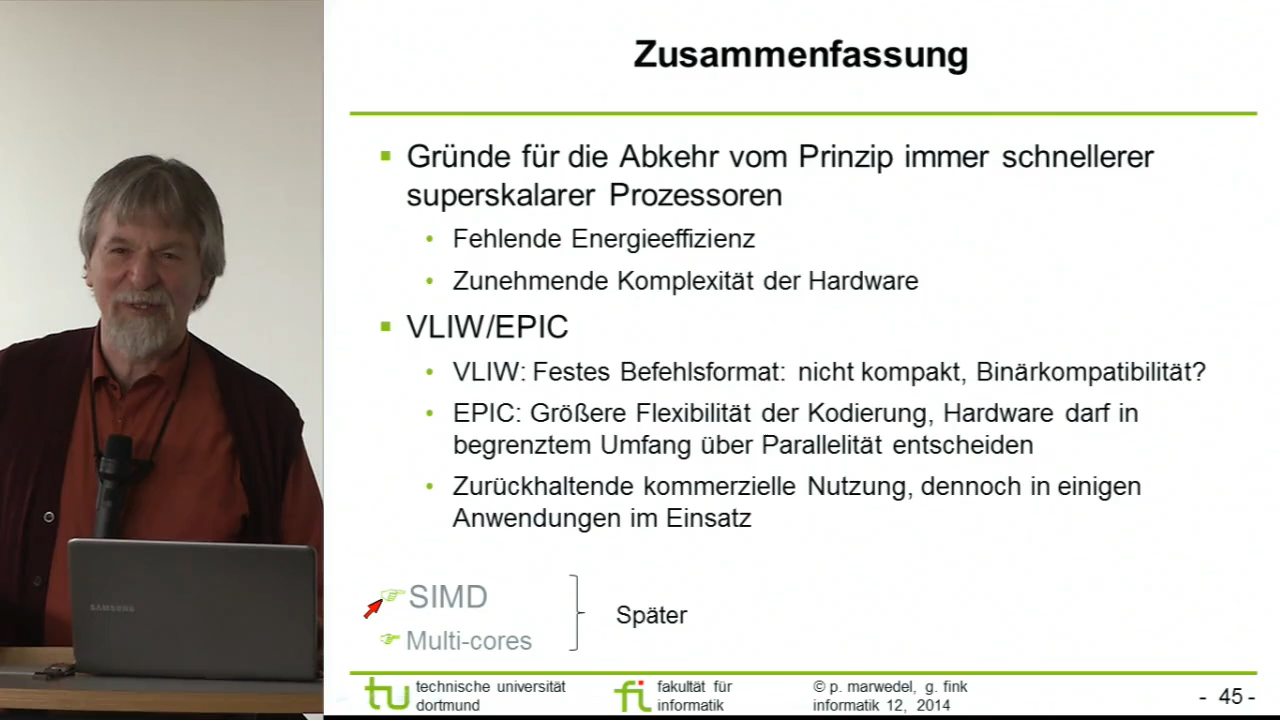 Zusammenfassung
Gründe für die Abkehr vom Prinzip immer schnellerer
superskalarer Prozessoren
Fehlende Energieeffizienz
Zunehmende Komplexität der Hardware
VLIW/EPIC
VLIW: Festes Befehlsformat: nicht kompakt, Binärkompatibilität?
EPIC: Größere Flexibilität der Kodierung, Hardware darf in
begrenztem Umfang über Parallelität entscheiden
Zurückhaltende kommerzielle Nutzung, dennoch in einigen
Anwendungen im Einsatz
SIMD
Multi-cores
Später
SAMSUNG
tu technische universität
dortmund
fi fakultät für
informatik
© p. marwedel, g. fink
informatik 12, 2014
- 45 -